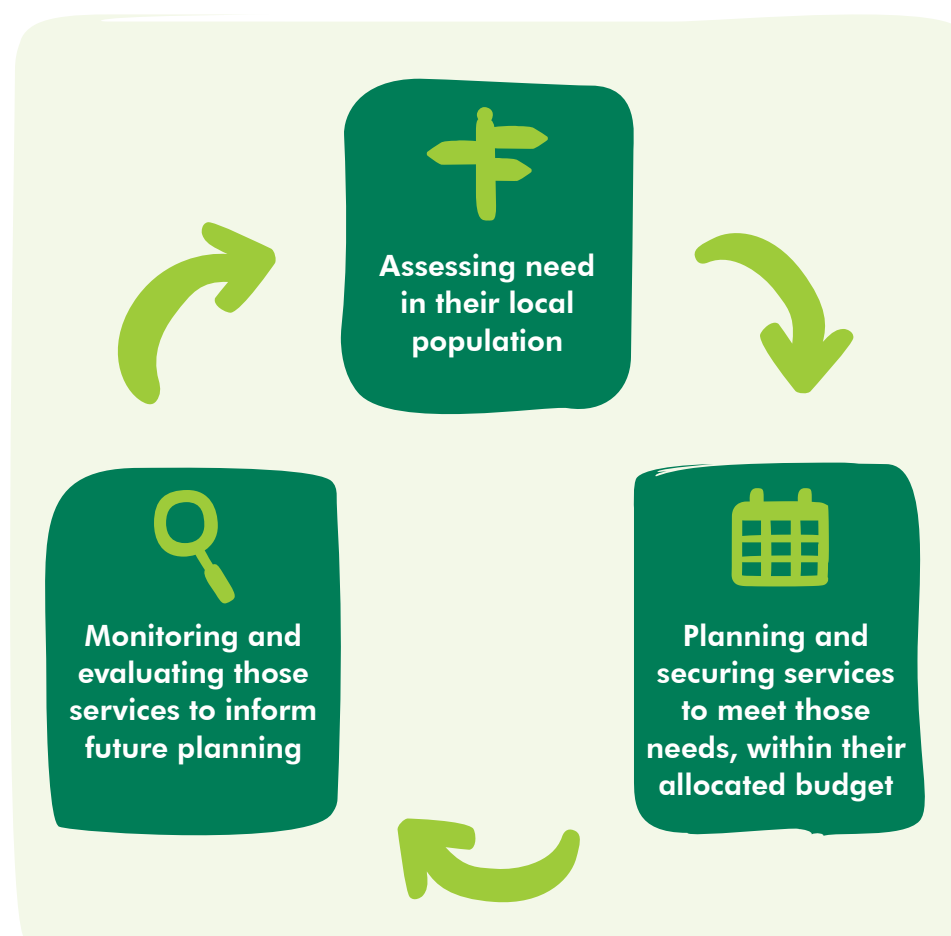 Assessing need
in their local
population
Planning and
securing services
to meet those
needs, within their
allocated budget
Monitoring and
evaluating those
services to inform
future planning